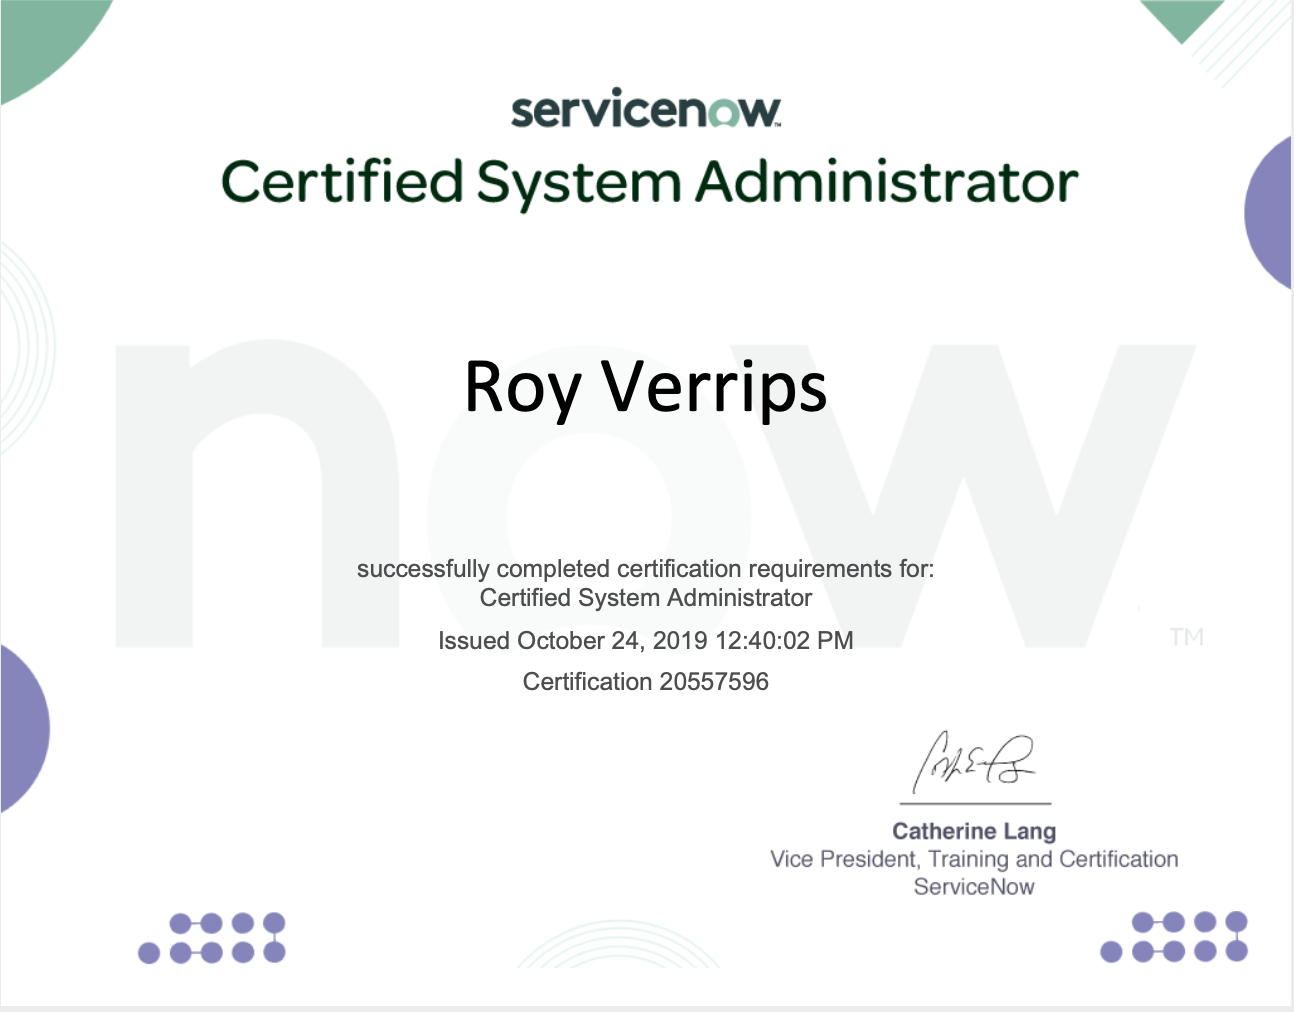 servicenow™
Certified System Administrator
now
Roy Verrips
successfully completed certification requirements for:
Certified System Administrator
Issued October 24, 2019 12:40:02 PM
TM
Certification 20557596
Catherine Lang
Vice President, Training and Certification
ServiceNow